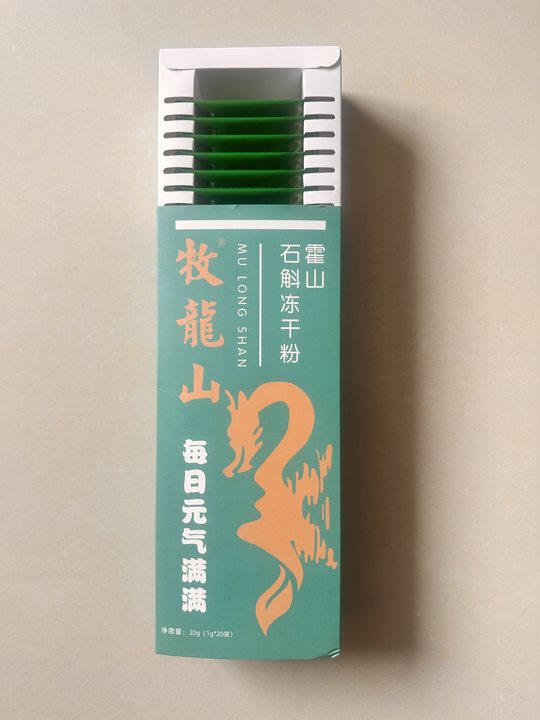 霍山
石斛冻干粉
MU LONG SHAN
牧龍山®
每日元气满满
净含量：20g（1g*20袋）